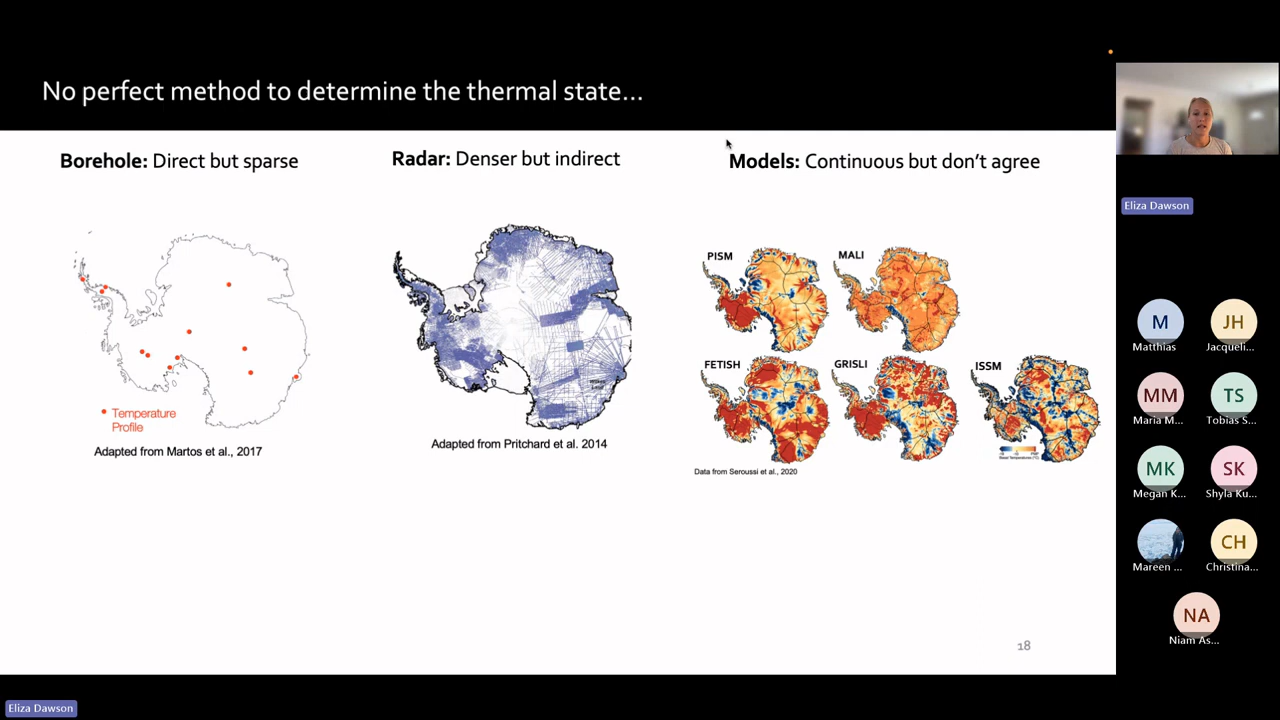 No perfect method to determine the thermal state...
Borehole: Direct but sparse
Temperature
Profile
Adapted from Martos et al., 2017
Radar: Denser but indirect
Adapted from Pritchard et al. 2014
Models: Continuous but don't agree
PISM
MALI
FETISH
GRISLI
ISSM
Data from Seroussi et al., 2020
18
Eliza Dawson
M
Matthias
JH
Jacqueli...
MM
Maria M...
TS
Tobias S...
MK
Megan K...
SK
Shyla Ku...
Mareen ...
CH
Christina...
NA
Niam As...
Eliza Dawson